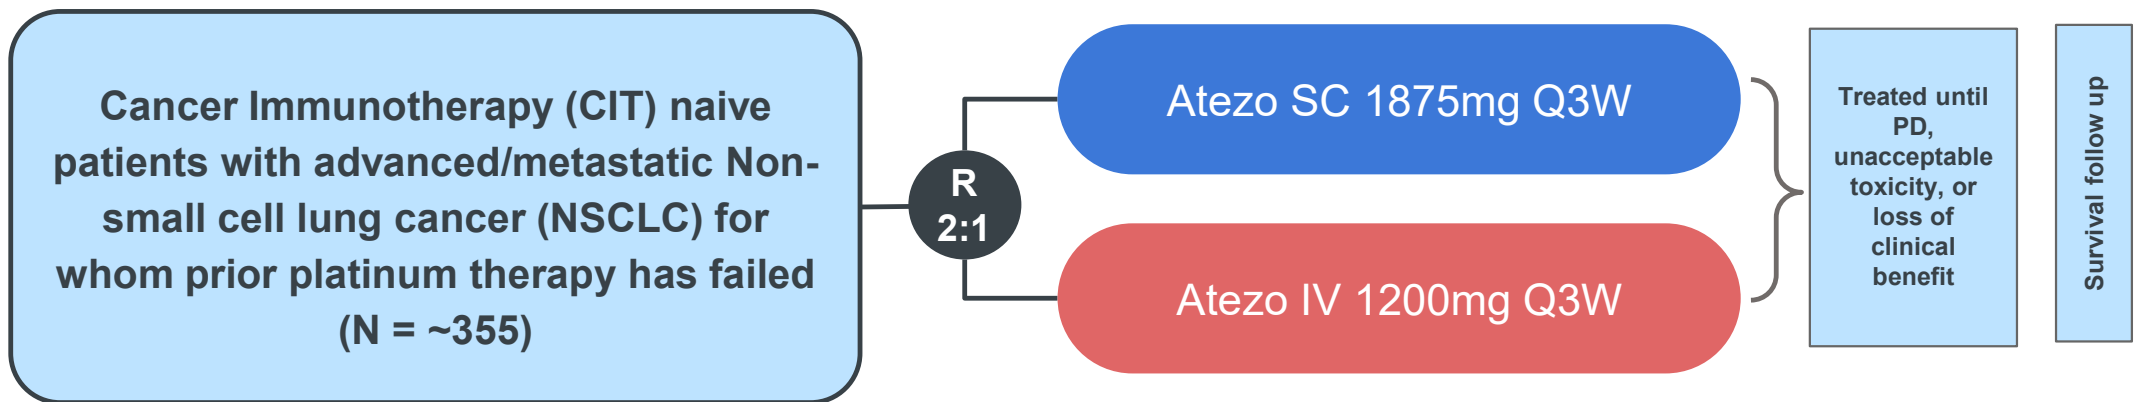 Cancer Immunotherapy (CIT) naive
patients with advanced/metastatic Non-
small cell lung cancer (NSCLC) for
whom prior platinum therapy has failed
(N = ~355)
R
2:1
Atezo SC 1875mg Q3W
Atezo IV 1200mg Q3W
Treated until
PD,
unacceptable
toxicity, or
loss of
clinical
benefit
Survival follow up